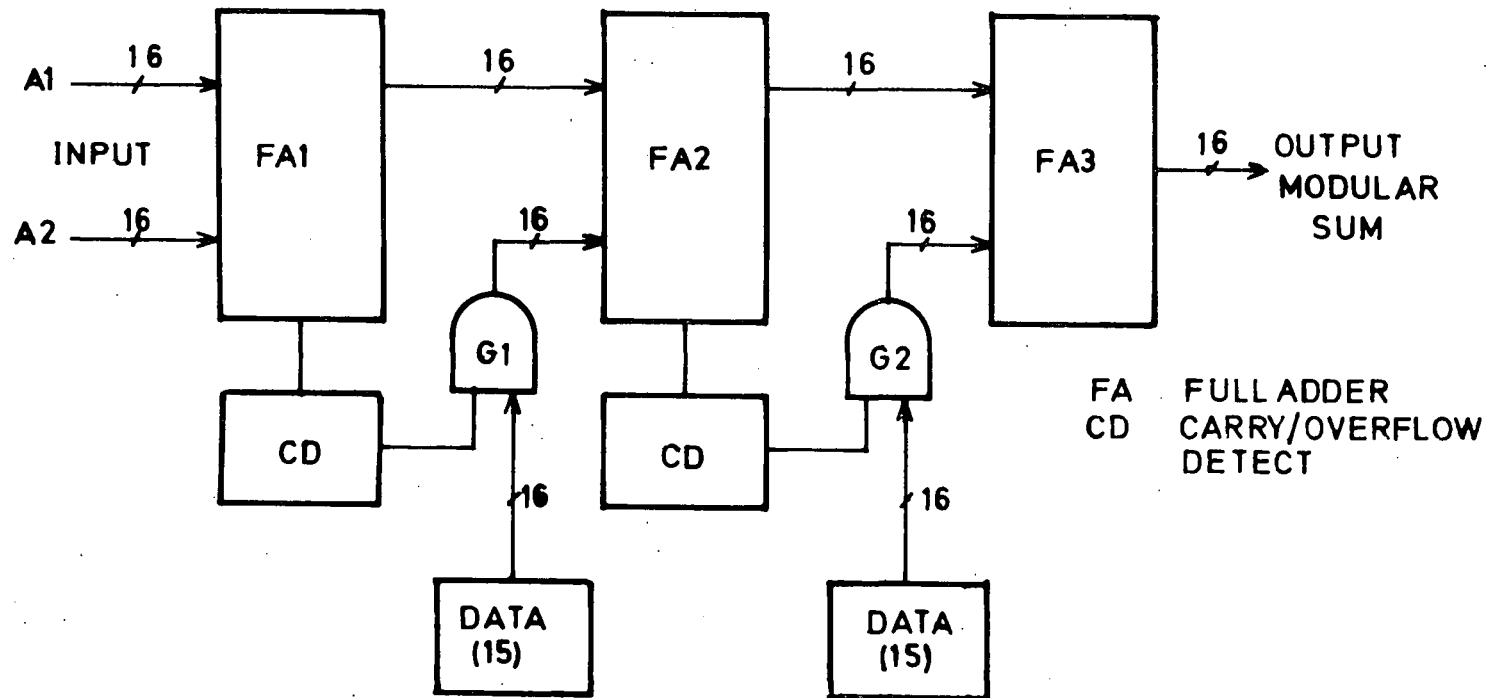 16
16
16
A1
FA1
FA2
FA3
INPUT
16
OUTPUT
MODULAR
SUM
A2
16
16
16
G1
G2
CD
CD
FA FULL ADDER
CD CARRY/OVERFLOW
DETECT
16
16
DATA
(15)
DATA
(15)